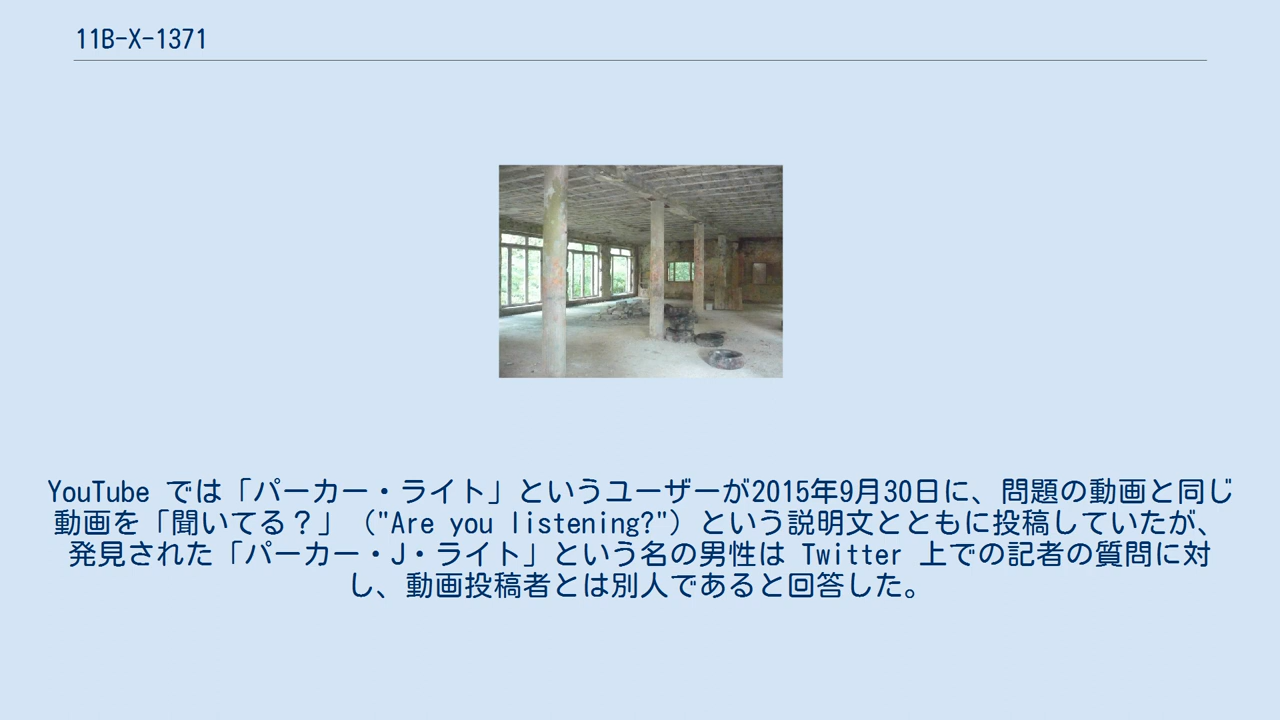 11B-X-1371
YouTube では「パーカー・ライト」というユーザーが2015年9月30日に、問題の動画と同じ
動画を「聞いてる？」（"Are you listening?"）という説明文とともに投稿していたが、
発見された「パーカー・J・ライト」という名の男性は Twitter 上での記者の質問に対
し、動画投稿者とは別人であると回答した。